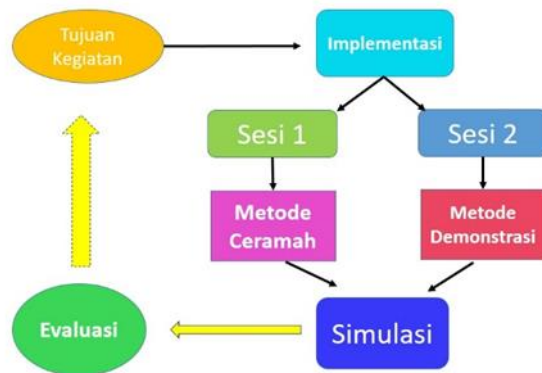 Tujuan
Kegiatan
Implementasi
Sesi 1
Sesi 2
Metode
Ceramah
Metode
Demonstrasi
Simulasi
Evaluasi